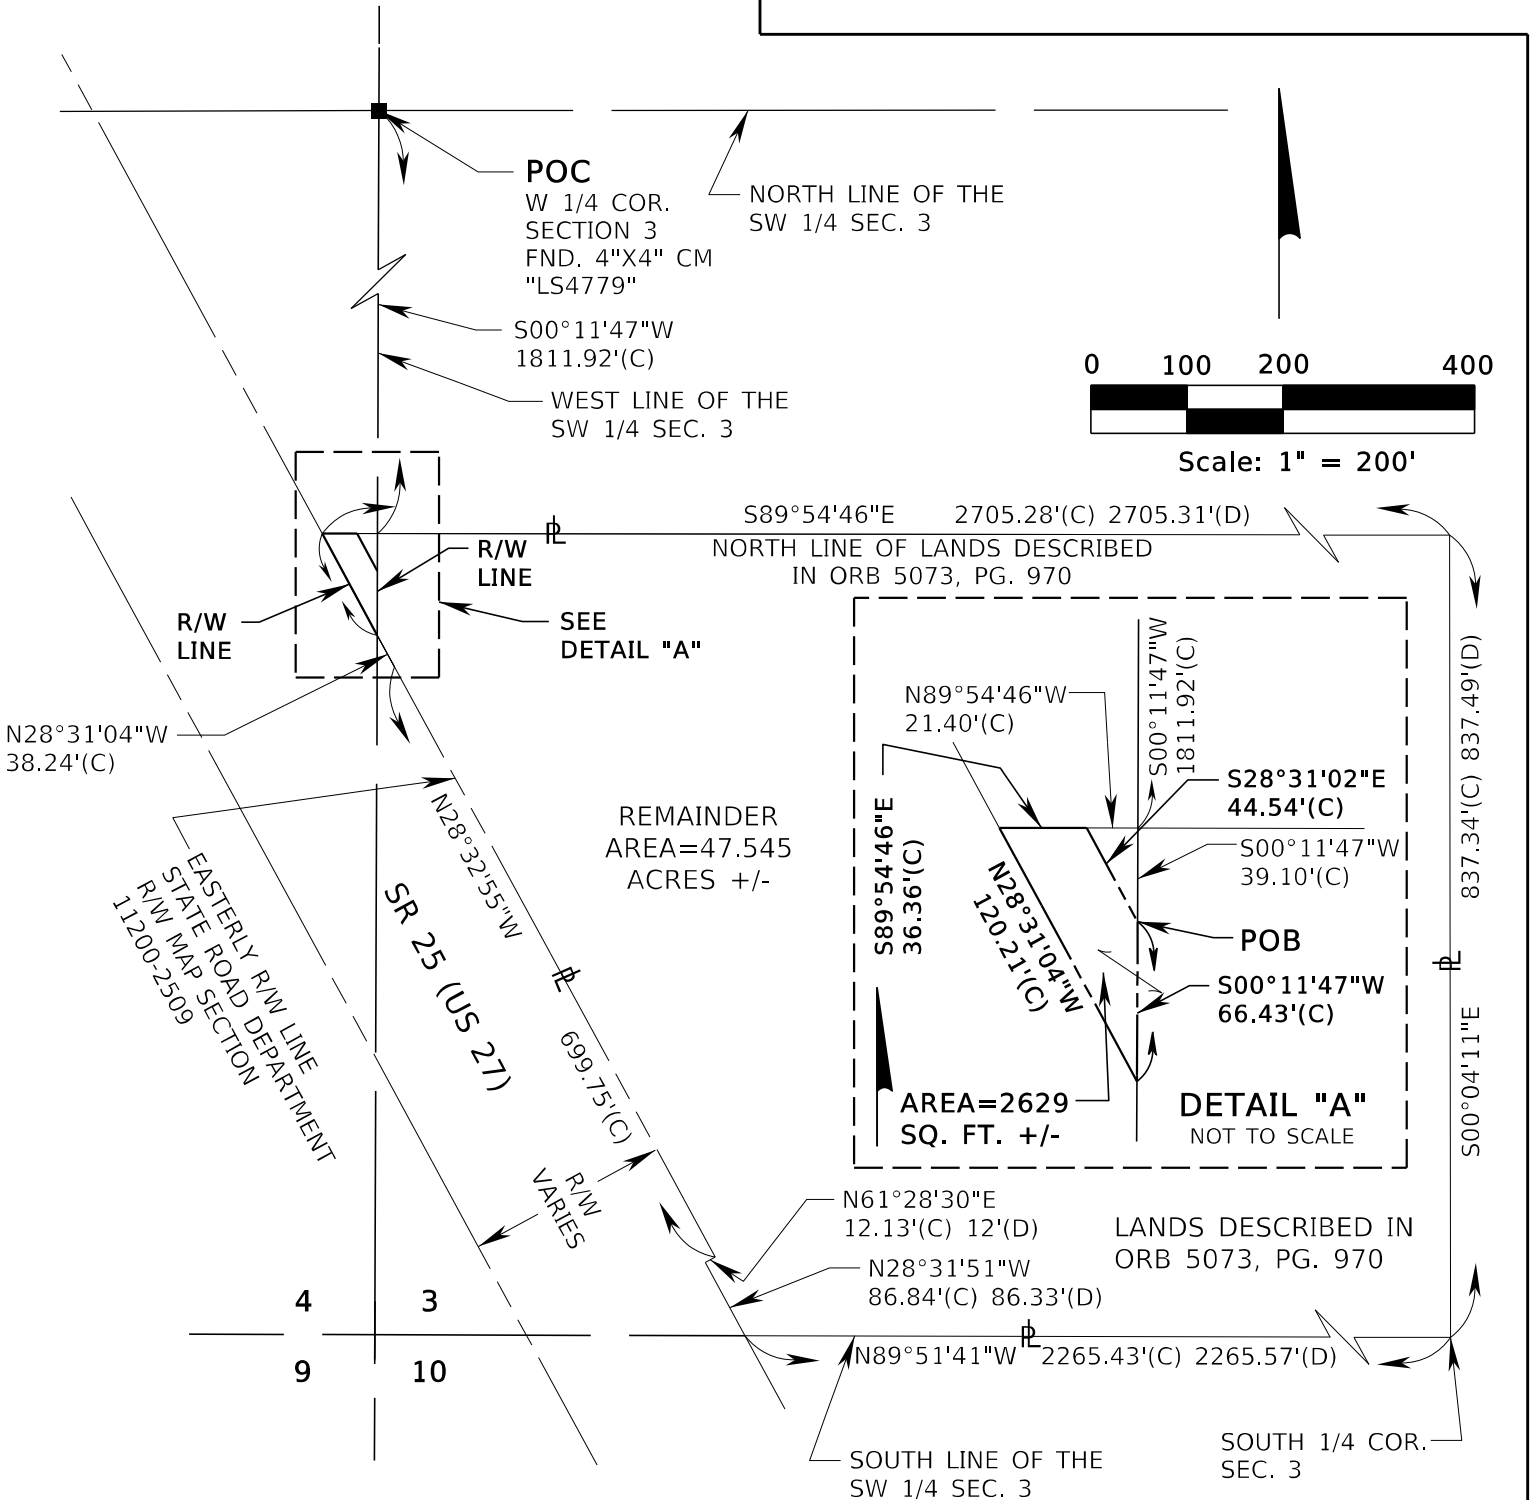 POC
W 1/4 COR.
SECTION 3
FND. 4"X4" CM
"LS4779"
NORTH LINE OF THE
SW 1/4 SEC. 3
S00°11'47"W
1811.92'(C)
WEST LINE OF THE
SW 1/4 SEC. 3
0 100 200 400
Scale: 1" = 200'
S89°54'46"E 2705.28'(C) 2705.31'(D)
NORTH LINE OF LANDS DESCRIBED
IN ORB 5073, PG. 970
PL
R/W
LINE
R/W
LINE
SEE
DETAIL "A"
N28°31'04"W
38.24'(C)
N89°54'46"W
21.40'(C)
S00°11'47"W
1811.92'(C)
S28°31'02"E
44.54'(C)
S00°11'47"W
39.10'(C)
S89°54'46"E
36.36'(C)
N28°31'04"W
120.21'(C)
POB
S00°11'47"W
66.43'(C)
AREA=2629
SQ. FT. +/-
DETAIL "A"
NOT TO SCALE
837.34'(C) 837.49'(D)
PL
S00°04'11"E
REMAINDER
AREA=47.545
ACRES +/-
N28°32'55"W
PL
699.75'(C)
SR 25 (US 27)
EASTERLY R/W LINE
STATE ROAD DEPARTMENT
R/W MAP SECTION
11200-2509
R/W
VARIES
N61°28'30"E
12.13'(C) 12'(D)
N28°31'51"W
86.84'(C) 86.33'(D)
LANDS DESCRIBED IN
ORB 5073, PG. 970
4 3
9 10
PL
N89°51'41"W 2265.43'(C) 2265.57'(D)
SOUTH LINE OF THE
SW 1/4 SEC. 3
SOUTH 1/4 COR.
SEC. 3